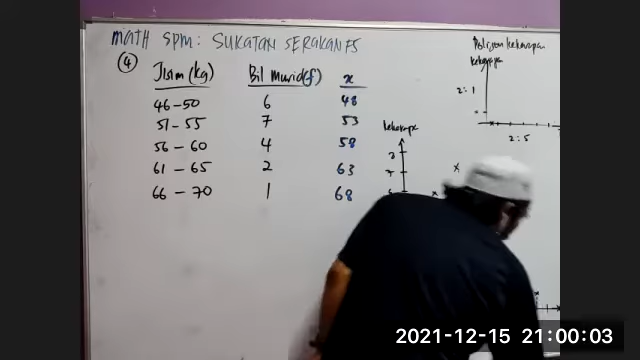 math SPM: SUKATAN SERAKAN F5
4 Jisim (kg) Bil Murid (f) x
46 – 50 6 48
51 – 55 7 53
56 – 60 4 58
61 – 65 2 63
66 – 70 1 68
Poligon kekerapan
kekerapan
2:1
2:5
2021-12-15 21:00:03